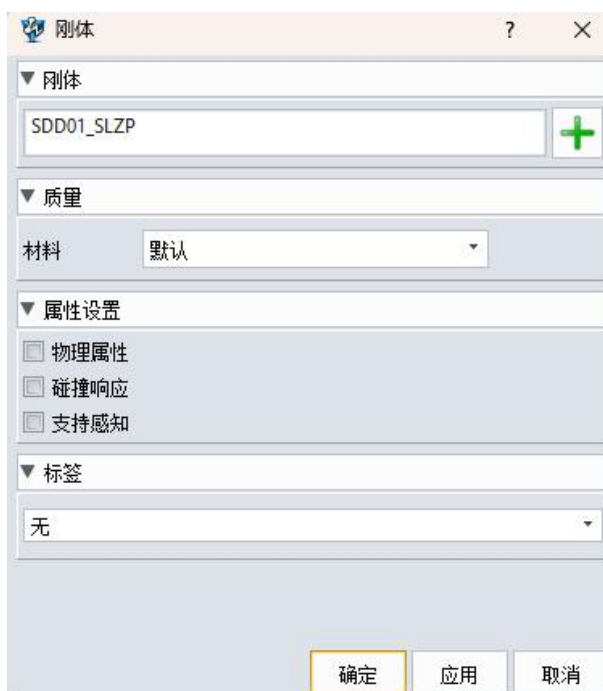 刚体
?
刚体
SDD01_SLZP
质量
材料 默认
属性设置
物理属性
碰撞响应
支持感知
标签
无
确定 应用 取消